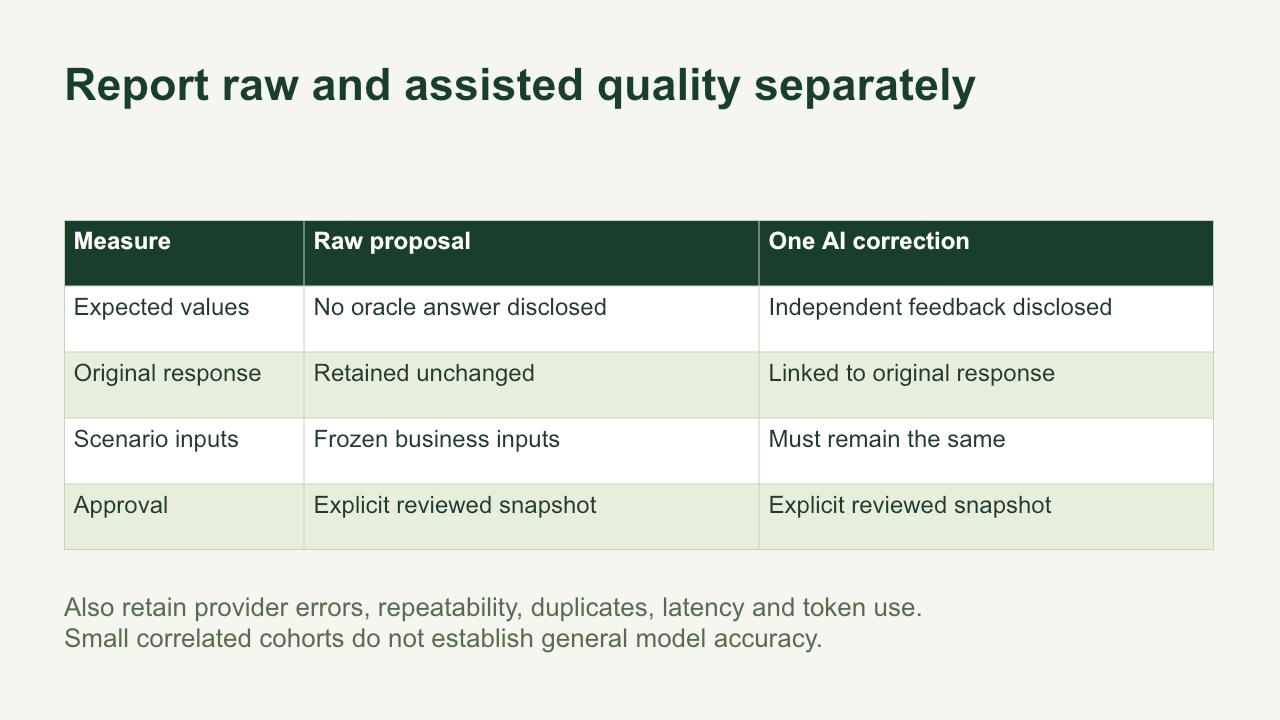 Report raw and assisted quality separately
Measure Raw proposal One AI correction
Expected values No oracle answer disclosed Independent feedback disclosed
Original response Retained unchanged Linked to original response
Scenario inputs Frozen business inputs Must remain the same
Approval Explicit reviewed snapshot Explicit reviewed snapshot
Also retain provider errors, repeatability, duplicates, latency and token use.
Small correlated cohorts do not establish general model accuracy.